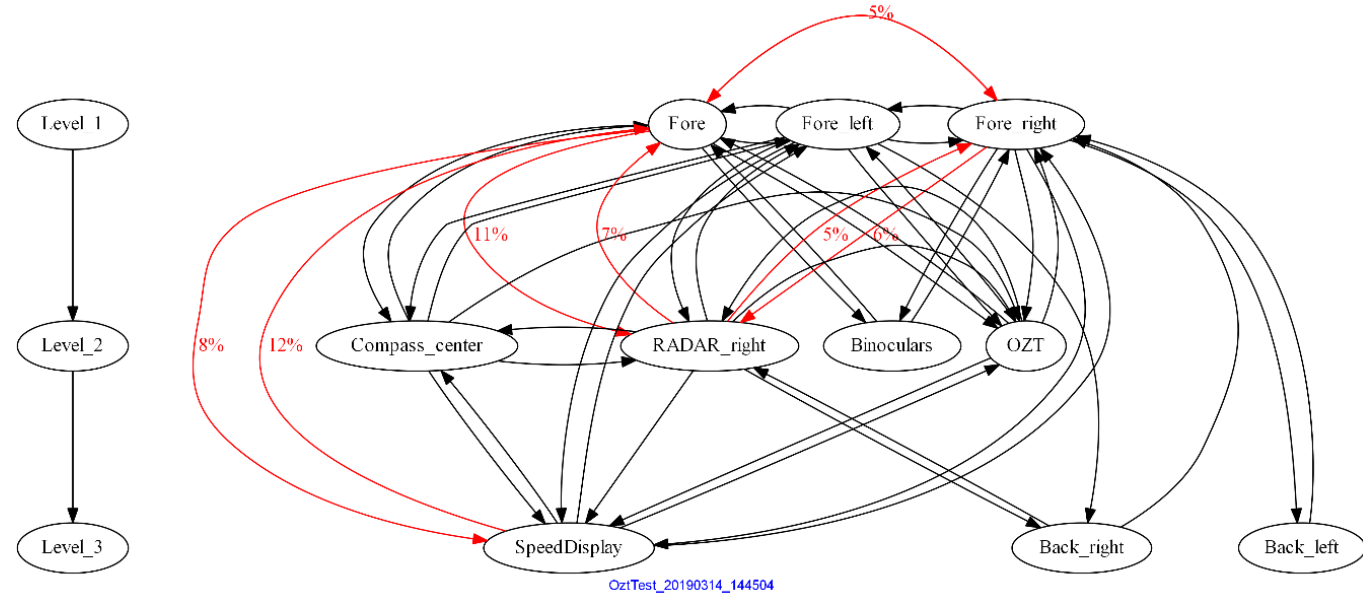 5%
Level_1 Fore Fore_left Fore_right
11% 7% 5% 6%
8% 12%
Level_2 Compass_center RADAR_right Binoculars OZT
Level_3 SpeedDisplay Back_right Back_left
OztTest_20190314_144504